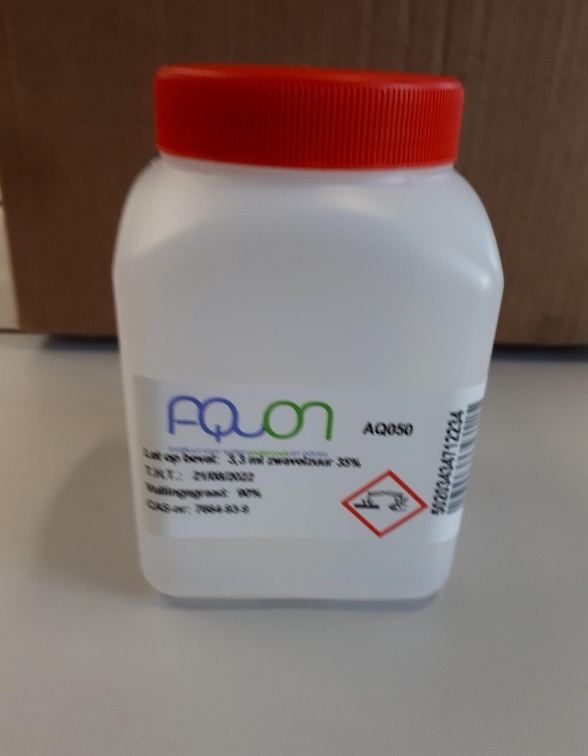 AQUON
AQ050
Let op bevat: 3,3 ml zwavelzuur 35%
T.H.T.: 21/08/2022
Vullingsgraad: 90%
CAS-nr: 7664-93-9
50203434712234